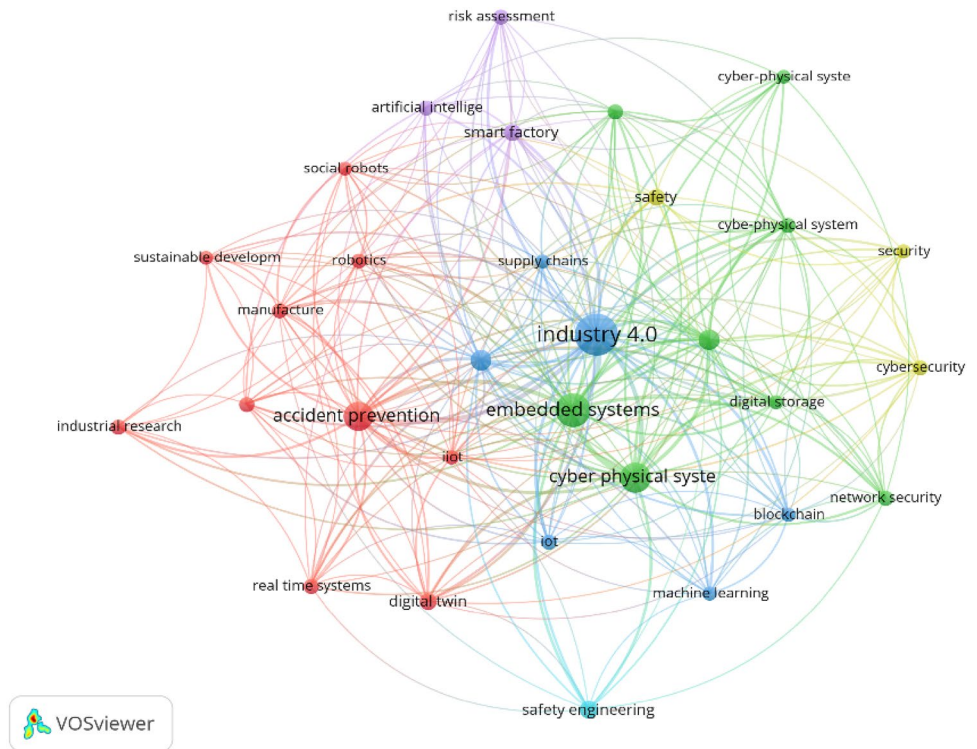 risk assessment
cyber-physical syste
artificial intellige
smart factory
social robots
safety
cybe-physical system
security
sustainable developm
robotics
supply chains
manufacture
industry 4.0
cybersecurity
digital storage
accident prevention
embedded systems
industrial research
iiot
cyber physical syste
network security
blockchain
iot
real time systems
digital twin
machine learning
safety engineering
VOSviewer